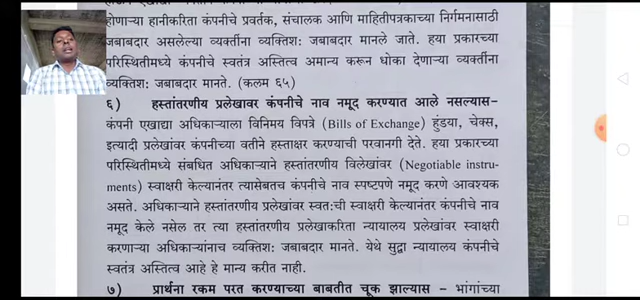 होणाऱ्या हानीकरिता कंपनीचे प्रवर्तक, संचालक आणि माहितीपत्रकाच्या निर्गमनासाठी
जबाबदार असलेल्या व्यक्तींना व्यक्तिश: जबाबदार मानले जाते. हया प्रकारच्या
परिस्थितीमध्ये कंपनीचे स्वतंत्र अस्तित्व अमान्य करून धोका देणाऱ्या व्यक्तींना
व्यक्तिश: जबाबदार मानते. (कलम ६५)
६) हस्तांतरणीय प्रलेखावर कंपनीचे नाव नमूद करण्यात आले नसल्यास-
कंपनी एखाद्या अधिकाऱ्याला विनिमय विपत्रे (Bills of Exchange) हुंडया, चेक्स,
इत्यादी प्रलेखांवर कंपनीच्या वतीने हस्ताक्षर करण्याची परवानगी देते. हया प्रकारच्या
परिस्थितीमध्ये संबंधित अधिकाऱ्याने हस्तांतरणीय विलेखांवर (Negotiable instru-
ments) स्वाक्षरी केल्यानंतर त्यासेबतच कंपनीचे नाव स्पष्टपणे नमूद करणे आवश्यक
असते. अधिकाऱ्याने हस्तांतरणीय प्रलेखांवर स्वत:ची स्वाक्षरी केल्यानंतर कंपनीचे नाव
नमूद केले नसेल तर त्या हस्तांतरणीय प्रलेखाकरिता न्यायालय प्रलेखांवर स्वाक्षरी
करणाऱ्या अधिकाऱ्यांनाच व्यक्तिश: जबाबदार मानते. येथे सुद्वा न्यायालय कंपनीचे
स्वतंत्र अस्तित्व आहे हे मान्य करीत नाही.
७) प्रार्थना रकम परत करण्याच्या बाबतीत चूक झाल्यास - भांगांच्या